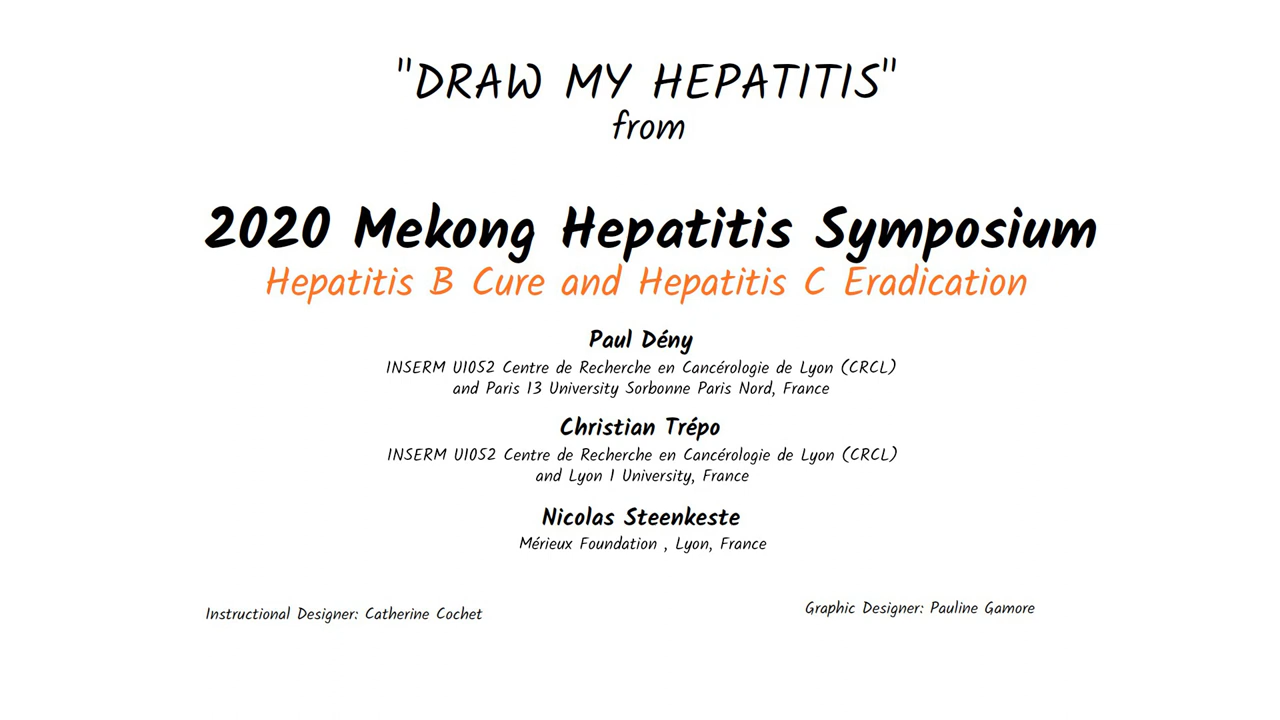 "DRAW MY HEPATITIS"
from
2020 Mekong Hepatitis Symposium
Hepatitis B Cure and Hepatitis C Eradication
Paul Dény
INSERM U1052 Centre de Recherche en Cancérologie de Lyon (CRCL)
and Paris 13 University Sorbonne Paris Nord, France
Christian Trépo
INSERM U1052 Centre de Recherche en Cancérologie de Lyon (CRCL)
and Lyon 1 University, France
Nicolas Steenkeste
Mérieux Foundation , Lyon, France
Instructional Designer: Catherine Cochet
Graphic Designer: Pauline Gamore